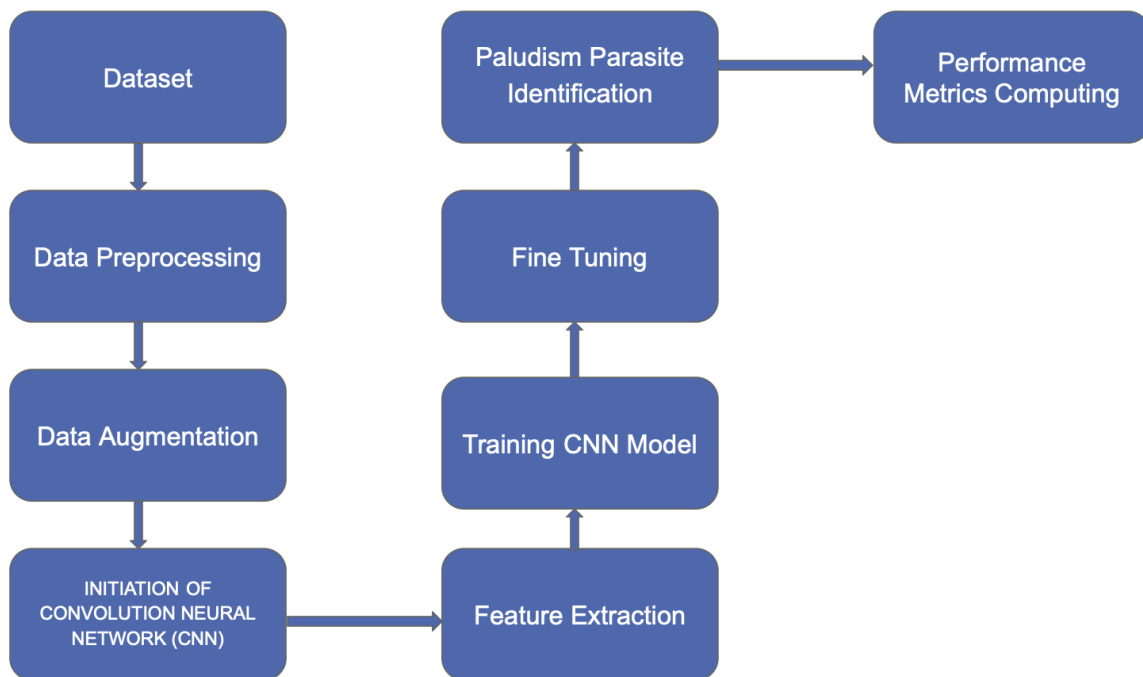 Dataset
Data Preprocessing
Data Augmentation
INITIATION OF
CONVOLUTION NEURAL
NETWORK (CNN)
Feature Extraction
Training CNN Model
Fine Tuning
Paludism Parasite
Identification
Performance
Metrics Computing